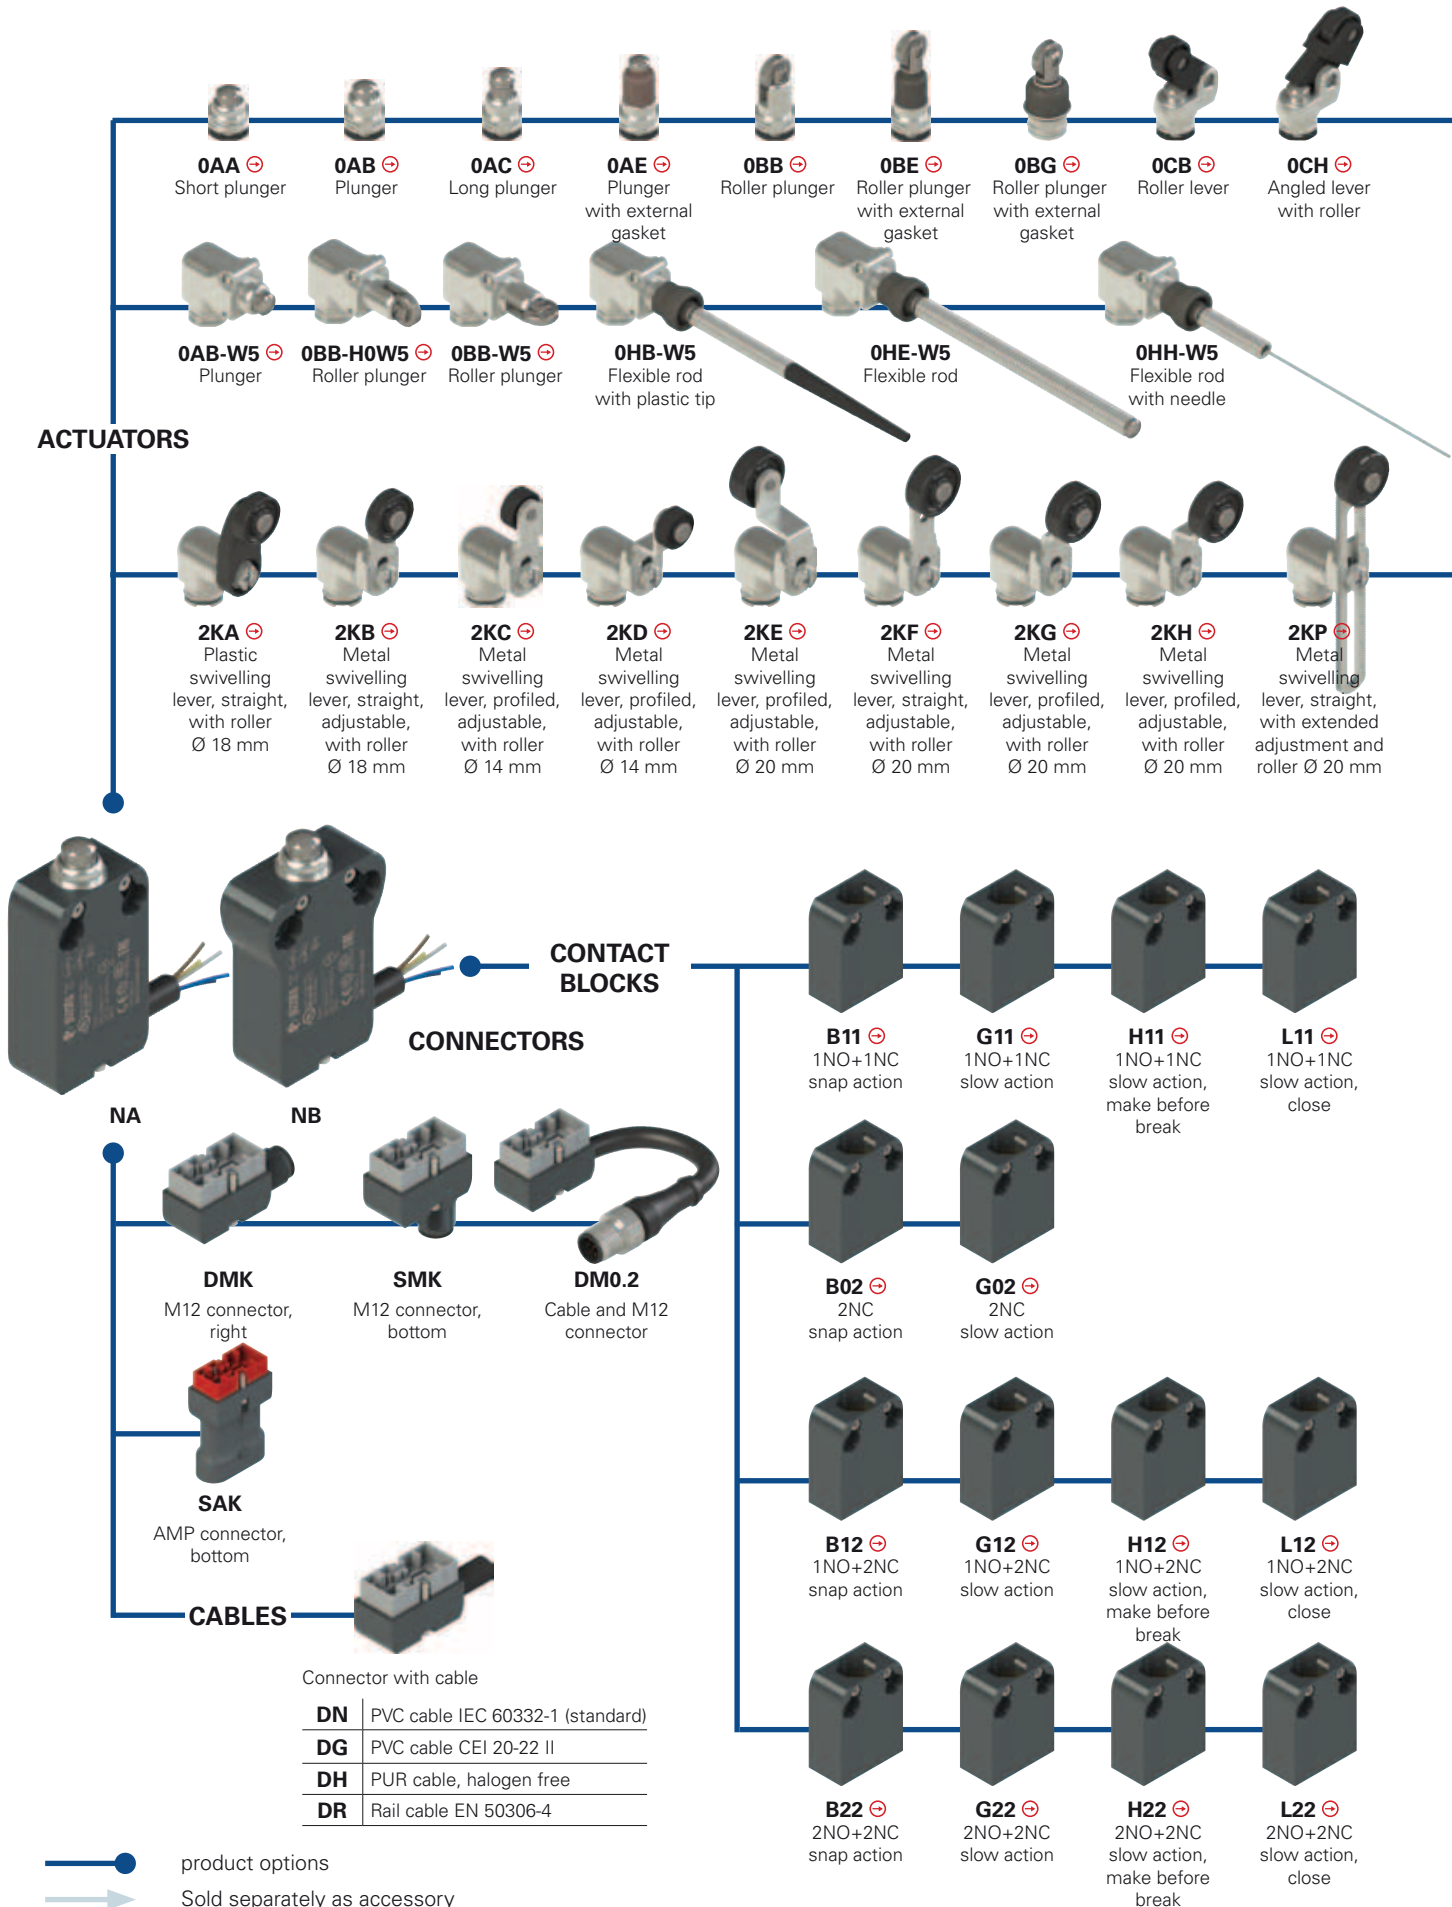 0AA
Short plunger
0AB
Plunger
0AC
Long plunger
0AE
Plunger
with external
gasket
0BB
Roller plunger
0BE
Roller plunger
with external
gasket
0BG
Roller plunger
with external
gasket
0CB
Roller lever
0CH
Angled lever
with roller
0AB-W5
Plunger
0BB-H0W5
Roller plunger
0BB-W5
Roller plunger
0HB-W5
Flexible rod
with plastic tip
0HE-W5
Flexible rod
0HH-W5
Flexible rod
with needle
ACTUATORS
2KA
Plastic
swivelling
lever, straight,
with roller
Ø 18 mm
2KB
Metal
swivelling
lever, straight,
adjustable,
with roller
Ø 18 mm
2KC
Metal
swivelling
lever, profiled,
adjustable,
with roller
Ø 14 mm
2KD
Metal
swivelling
lever, profiled,
adjustable,
with roller
Ø 14 mm
2KE
Metal
swivelling
lever, profiled,
adjustable,
with roller
Ø 20 mm
2KF
Metal
swivelling
lever, straight,
adjustable,
with roller
Ø 20 mm
2KG
Metal
swivelling
lever, profiled,
adjustable,
with roller
Ø 20 mm
2KH
Metal
swivelling
lever, profiled,
adjustable,
with roller
Ø 20 mm
2KP
Metal
swivelling
lever, straight,
with extended
adjustment and
roller Ø 20 mm
NA
NB
CONTACT
BLOCKS
CONNECTORS
B11
1NO+1NC
snap action
G11
1NO+1NC
slow action
H11
1NO+1NC
slow action,
make before
break
L11
1NO+1NC
slow action,
close
DMK
M12 connector,
right
SMK
M12 connector,
bottom
DM0.2
Cable and M12
connector
B02
2NC
snap action
G02
2NC
slow action
SAK
AMP connector,
bottom
B12
1NO+2NC
snap action
G12
1NO+2NC
slow action
H12
1NO+2NC
slow action,
make before
break
L12
1NO+2NC
slow action,
close
CABLES
Connector with cable
DN PVC cable IEC 60332-1 (standard)
DG PVC cable CEI 20-22 II
DH PUR cable, halogen free
DR Rail cable EN 50306-4
B22
2NO+2NC
snap action
G22
2NO+2NC
slow action
H22
2NO+2NC
slow action,
make before
break
L22
2NO+2NC
slow action,
close
product options
Sold separately as accessory